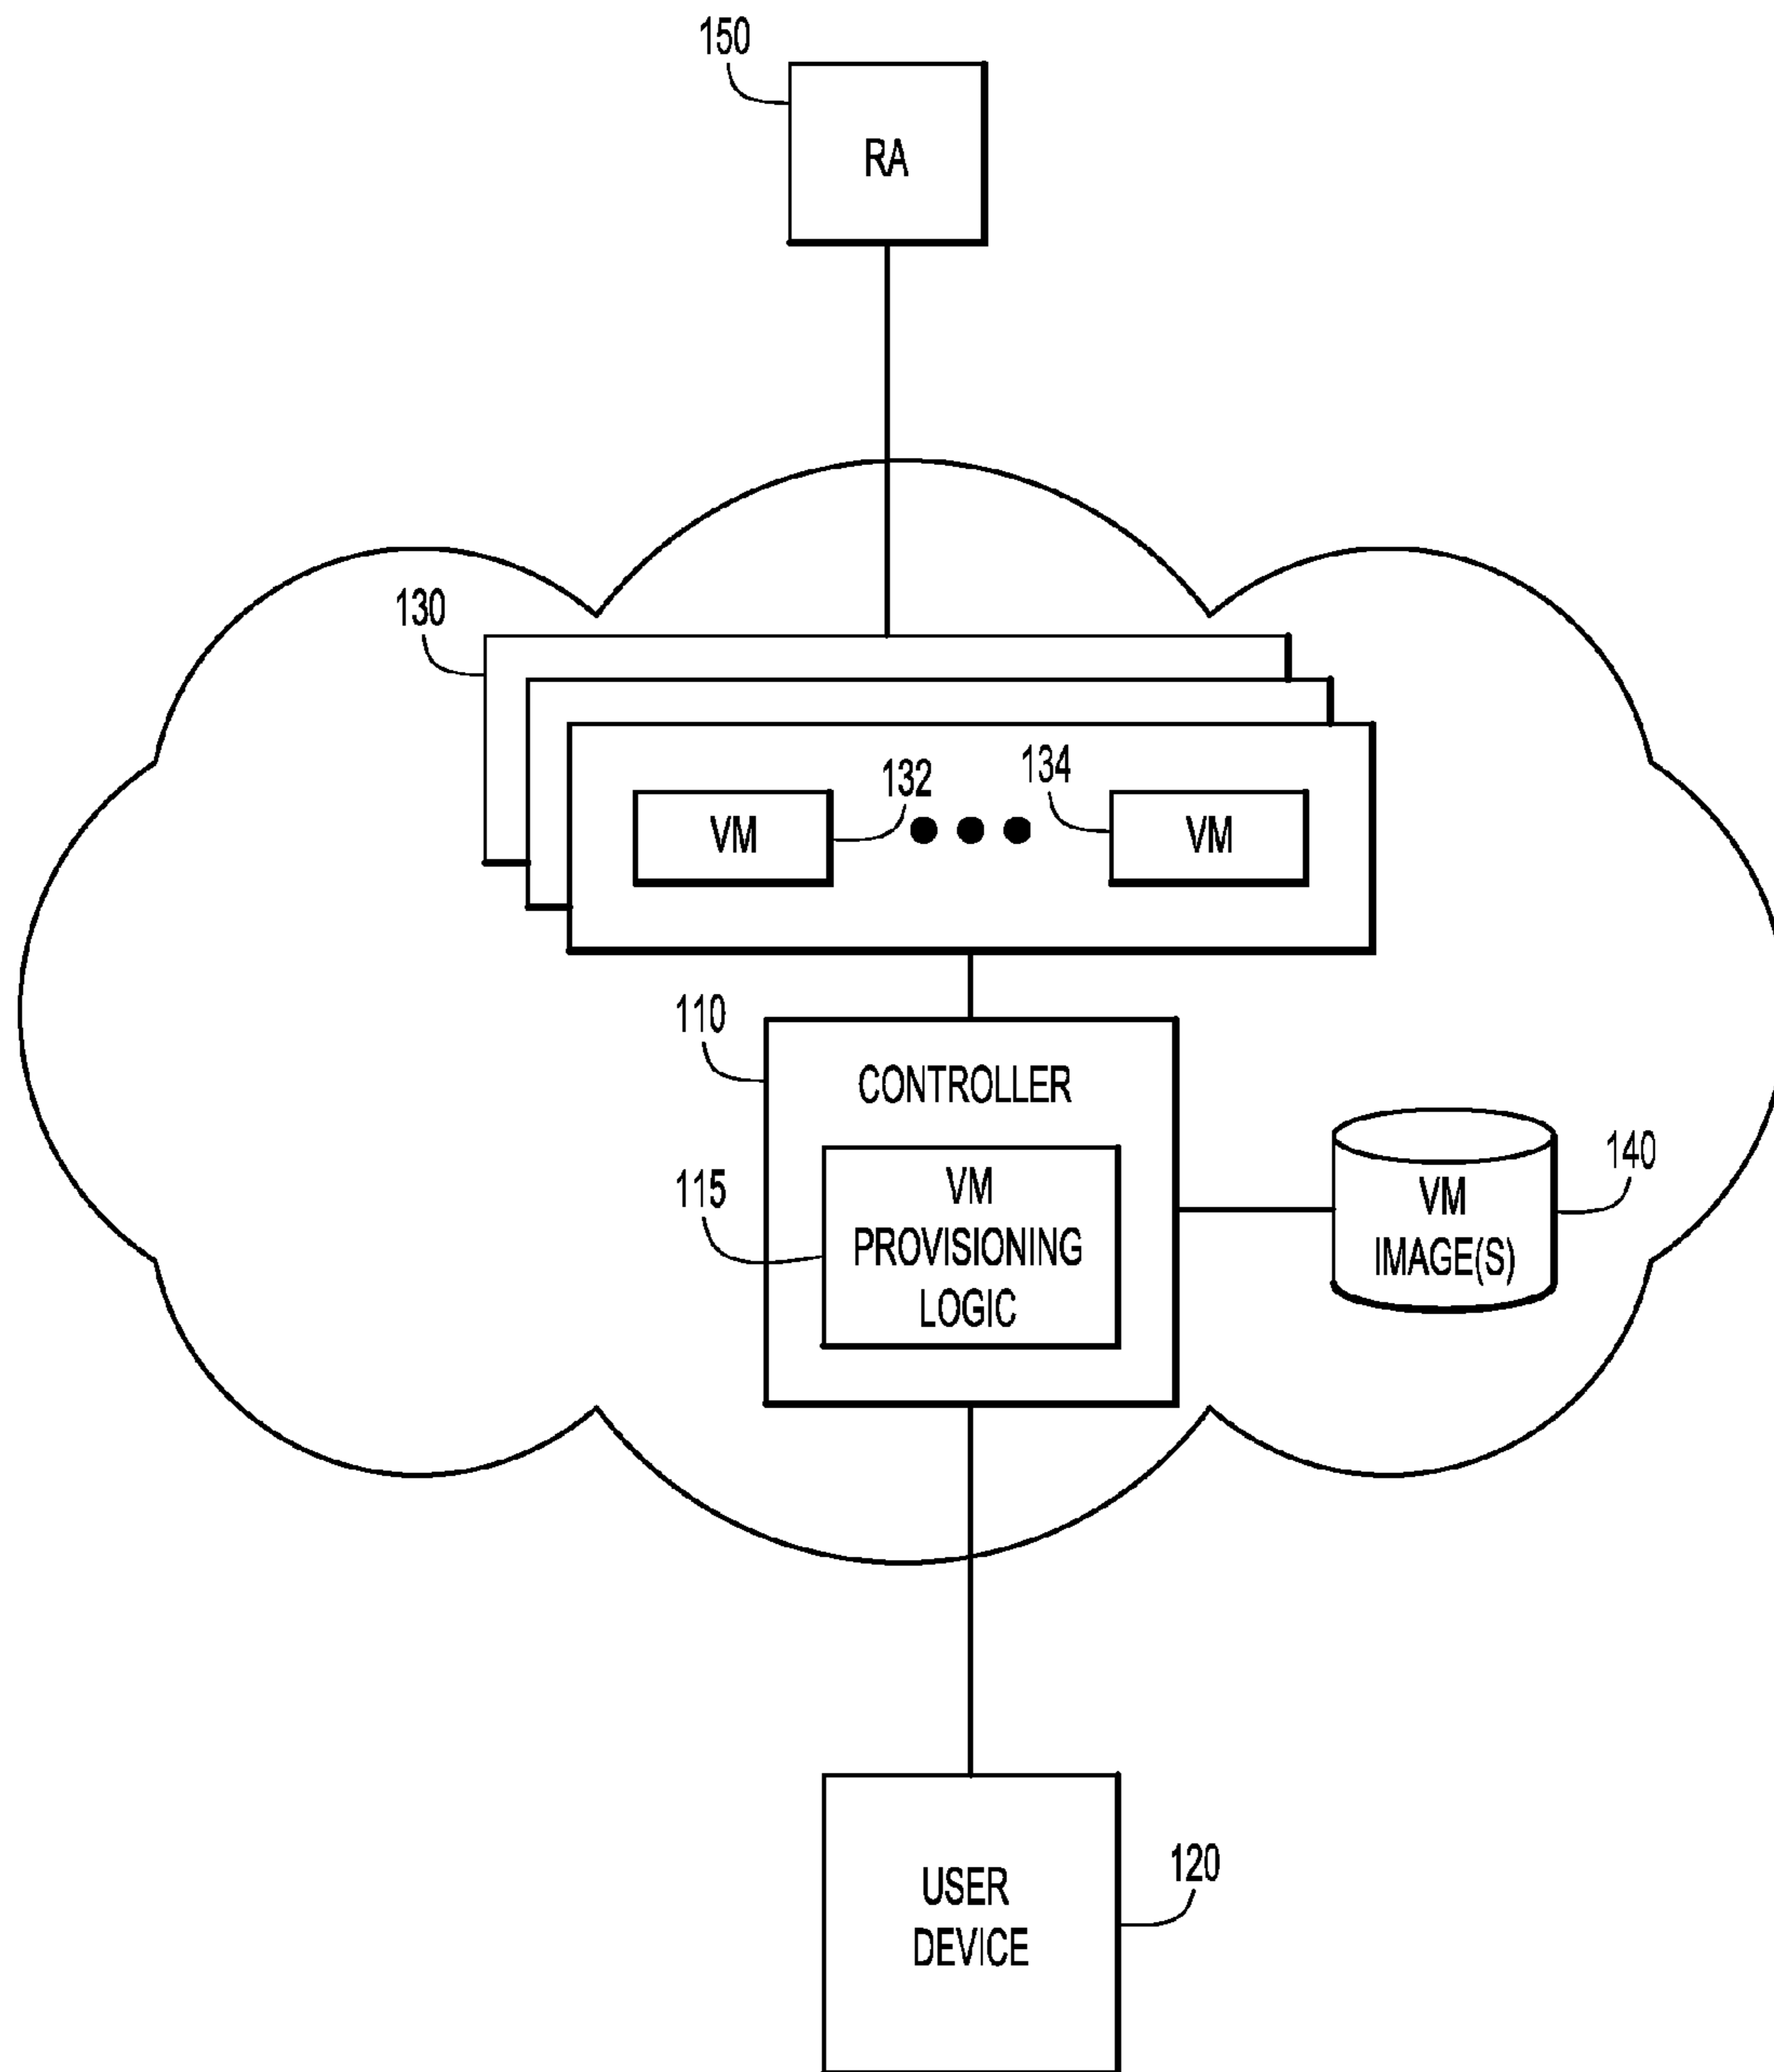 150
RA
130
132
134
VM
VM
110
CONTROLLER
115
VM
PROVISIONING
LOGIC
140
VM
IMAGE(S)
120
USER
DEVICE